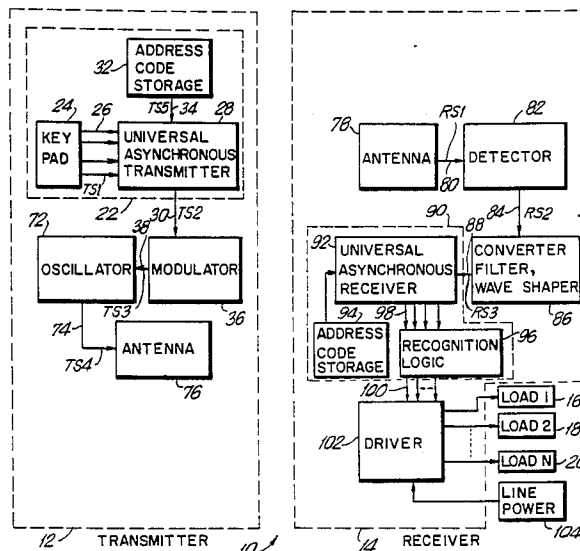 ADDRESS
CODE
STORAGE
32
TS5
34
24
26
28
KEY
PAD
UNIVERSAL
ASYNCHRONOUS
TRANSMITTER
TS1
22
30
TS2
72
38
OSCILLATOR
MODULATOR
TS3
36
74
TS4
ANTENNA
76
12
TRANSMITTER
10
78
ANTENNA
RS1
80
82
DETECTOR
84
RS2
90
88
92
UNIVERSAL
ASYNCHRONOUS
RECEIVER
CONVERTER
FILTER,
WAVE SHAPER
RS3
86
94
98
96
ADDRESS
CODE
STORAGE
RECOGNITION
LOGIC
100
102
DRIVER
LOAD 1
16
LOAD 2
18
LOAD N
20
LINE
POWER
104
14
RECEIVER